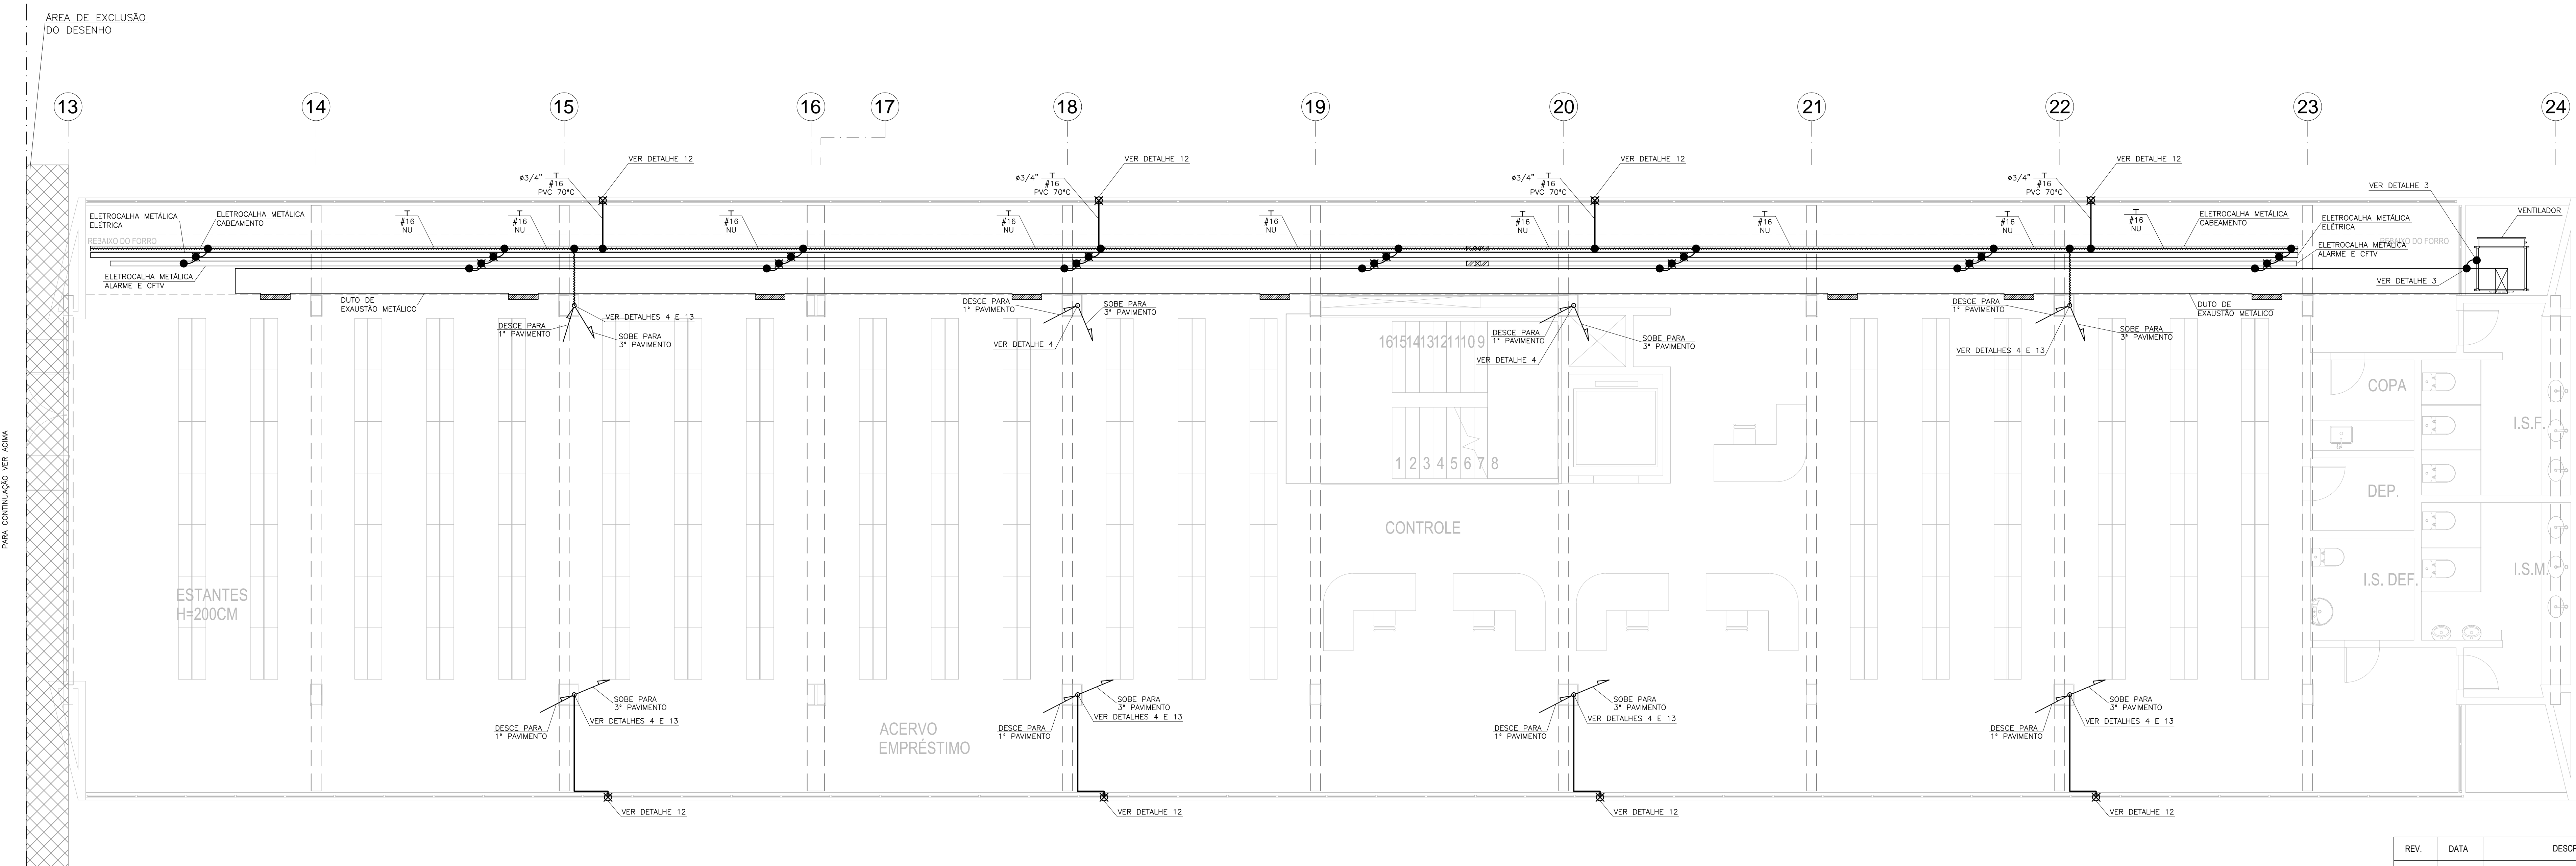 ÁREA DE EXCLUSÃO
DO DESENHO
13
14
15
16
17
18
19
20
21
22
23
24
VER DETALHE 12
VER DETALHE 12
VER DETALHE 12
VER DETALHE 12
ø3/4" T
#16
PVC 70°C
ø3/4" T
#16
PVC 70°C
ø3/4" T
#16
PVC 70°C
ø3/4" T
#16
PVC 70°C
VER DETALHE 3
VENTILADOR
ELETROCALHA METÁLICA
ELÉTRICA
ELETROCALHA METÁLICA
CABEAMENTO
T
#16
NU
T
#16
NU
T
#16
NU
T
#16
NU
T
#16
NU
T
#16
NU
T
#16
NU
T
#16
NU
T
#16
NU
ELETROCALHA METÁLICA
CABEAMENTO
ELETROCALHA METÁLICA
ELÉTRICA
REBAIXO DO FORRO
REBAIXO DO FORRO
ELETROCALHA METÁLICA
ALARME E CFTV
ELETROCALHA METÁLICA
ALARME E CFTV
VER DETALHE 3
DUTO DE
EXAUSTÃO METÁLICO
DESCE PARA
1° PAVIMENTO
VER DETALHES 4 E 13
SOBE PARA
3° PAVIMENTO
DESCE PARA
1° PAVIMENTO
SOBE PARA
3° PAVIMENTO
VER DETALHE 4
DESCE PARA
1° PAVIMENTO
SOBE PARA
3° PAVIMENTO
VER DETALHE 4
DESCE PARA
1° PAVIMENTO
SOBE PARA
3° PAVIMENTO
VER DETALHES 4 E 13
DUTO DE
EXAUSTÃO METÁLICO
16 15 14 13 12 11 10 9
1 2 3 4 5 6 7 8
COPA
I.S.F.
DEP.
CONTROLE
I.S. DEF.
I.S.M.
PARA CONTINUAÇÃO VER ACIMA
ESTANTES
H=200CM
ACERVO
EMPRÉSTIMO
SOBE PARA
3° PAVIMENTO
VER DETALHES 4 E 13
DESCE PARA
1° PAVIMENTO
SOBE PARA
3° PAVIMENTO
VER DETALHES 4 E 13
DESCE PARA
1° PAVIMENTO
SOBE PARA
3° PAVIMENTO
VER DETALHES 4 E 13
DESCE PARA
1° PAVIMENTO
SOBE PARA
3° PAVIMENTO
VER DETALHES 4 E 13
DESCE PARA
1° PAVIMENTO
VER DETALHE 12
VER DETALHE 12
VER DETALHE 12
VER DETALHE 12
REV.
DATA